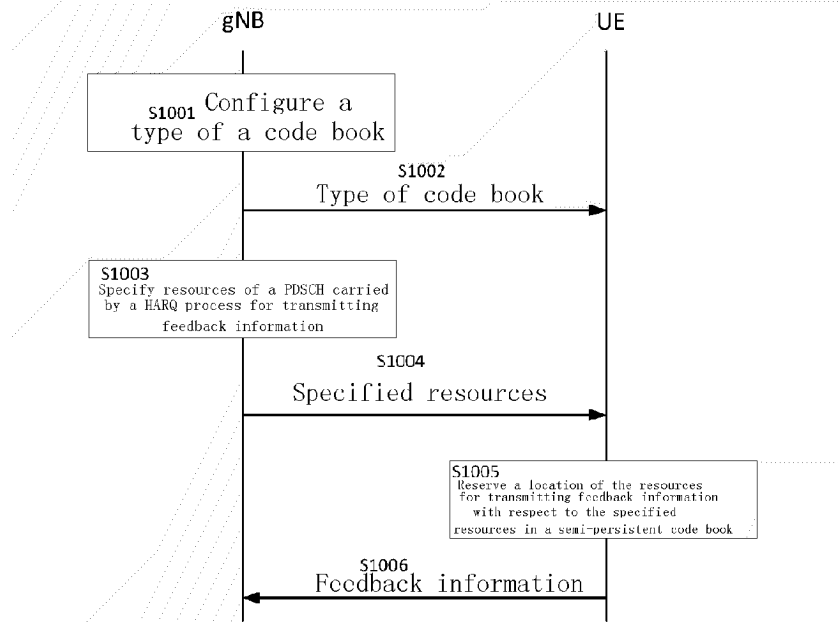 gNB
UE
S1001 Configure a
type of a code book
S1002
Type of code book
S1003
Specify resources of a PDSCH carried
by a HARQ process for transmitting
feedback information
S1004
Specified resources
S1005
Reserve a location of the resources
for transmitting feedback information
with respect to the specified
resources in a semi-persistent code book
S1006
Feedback information